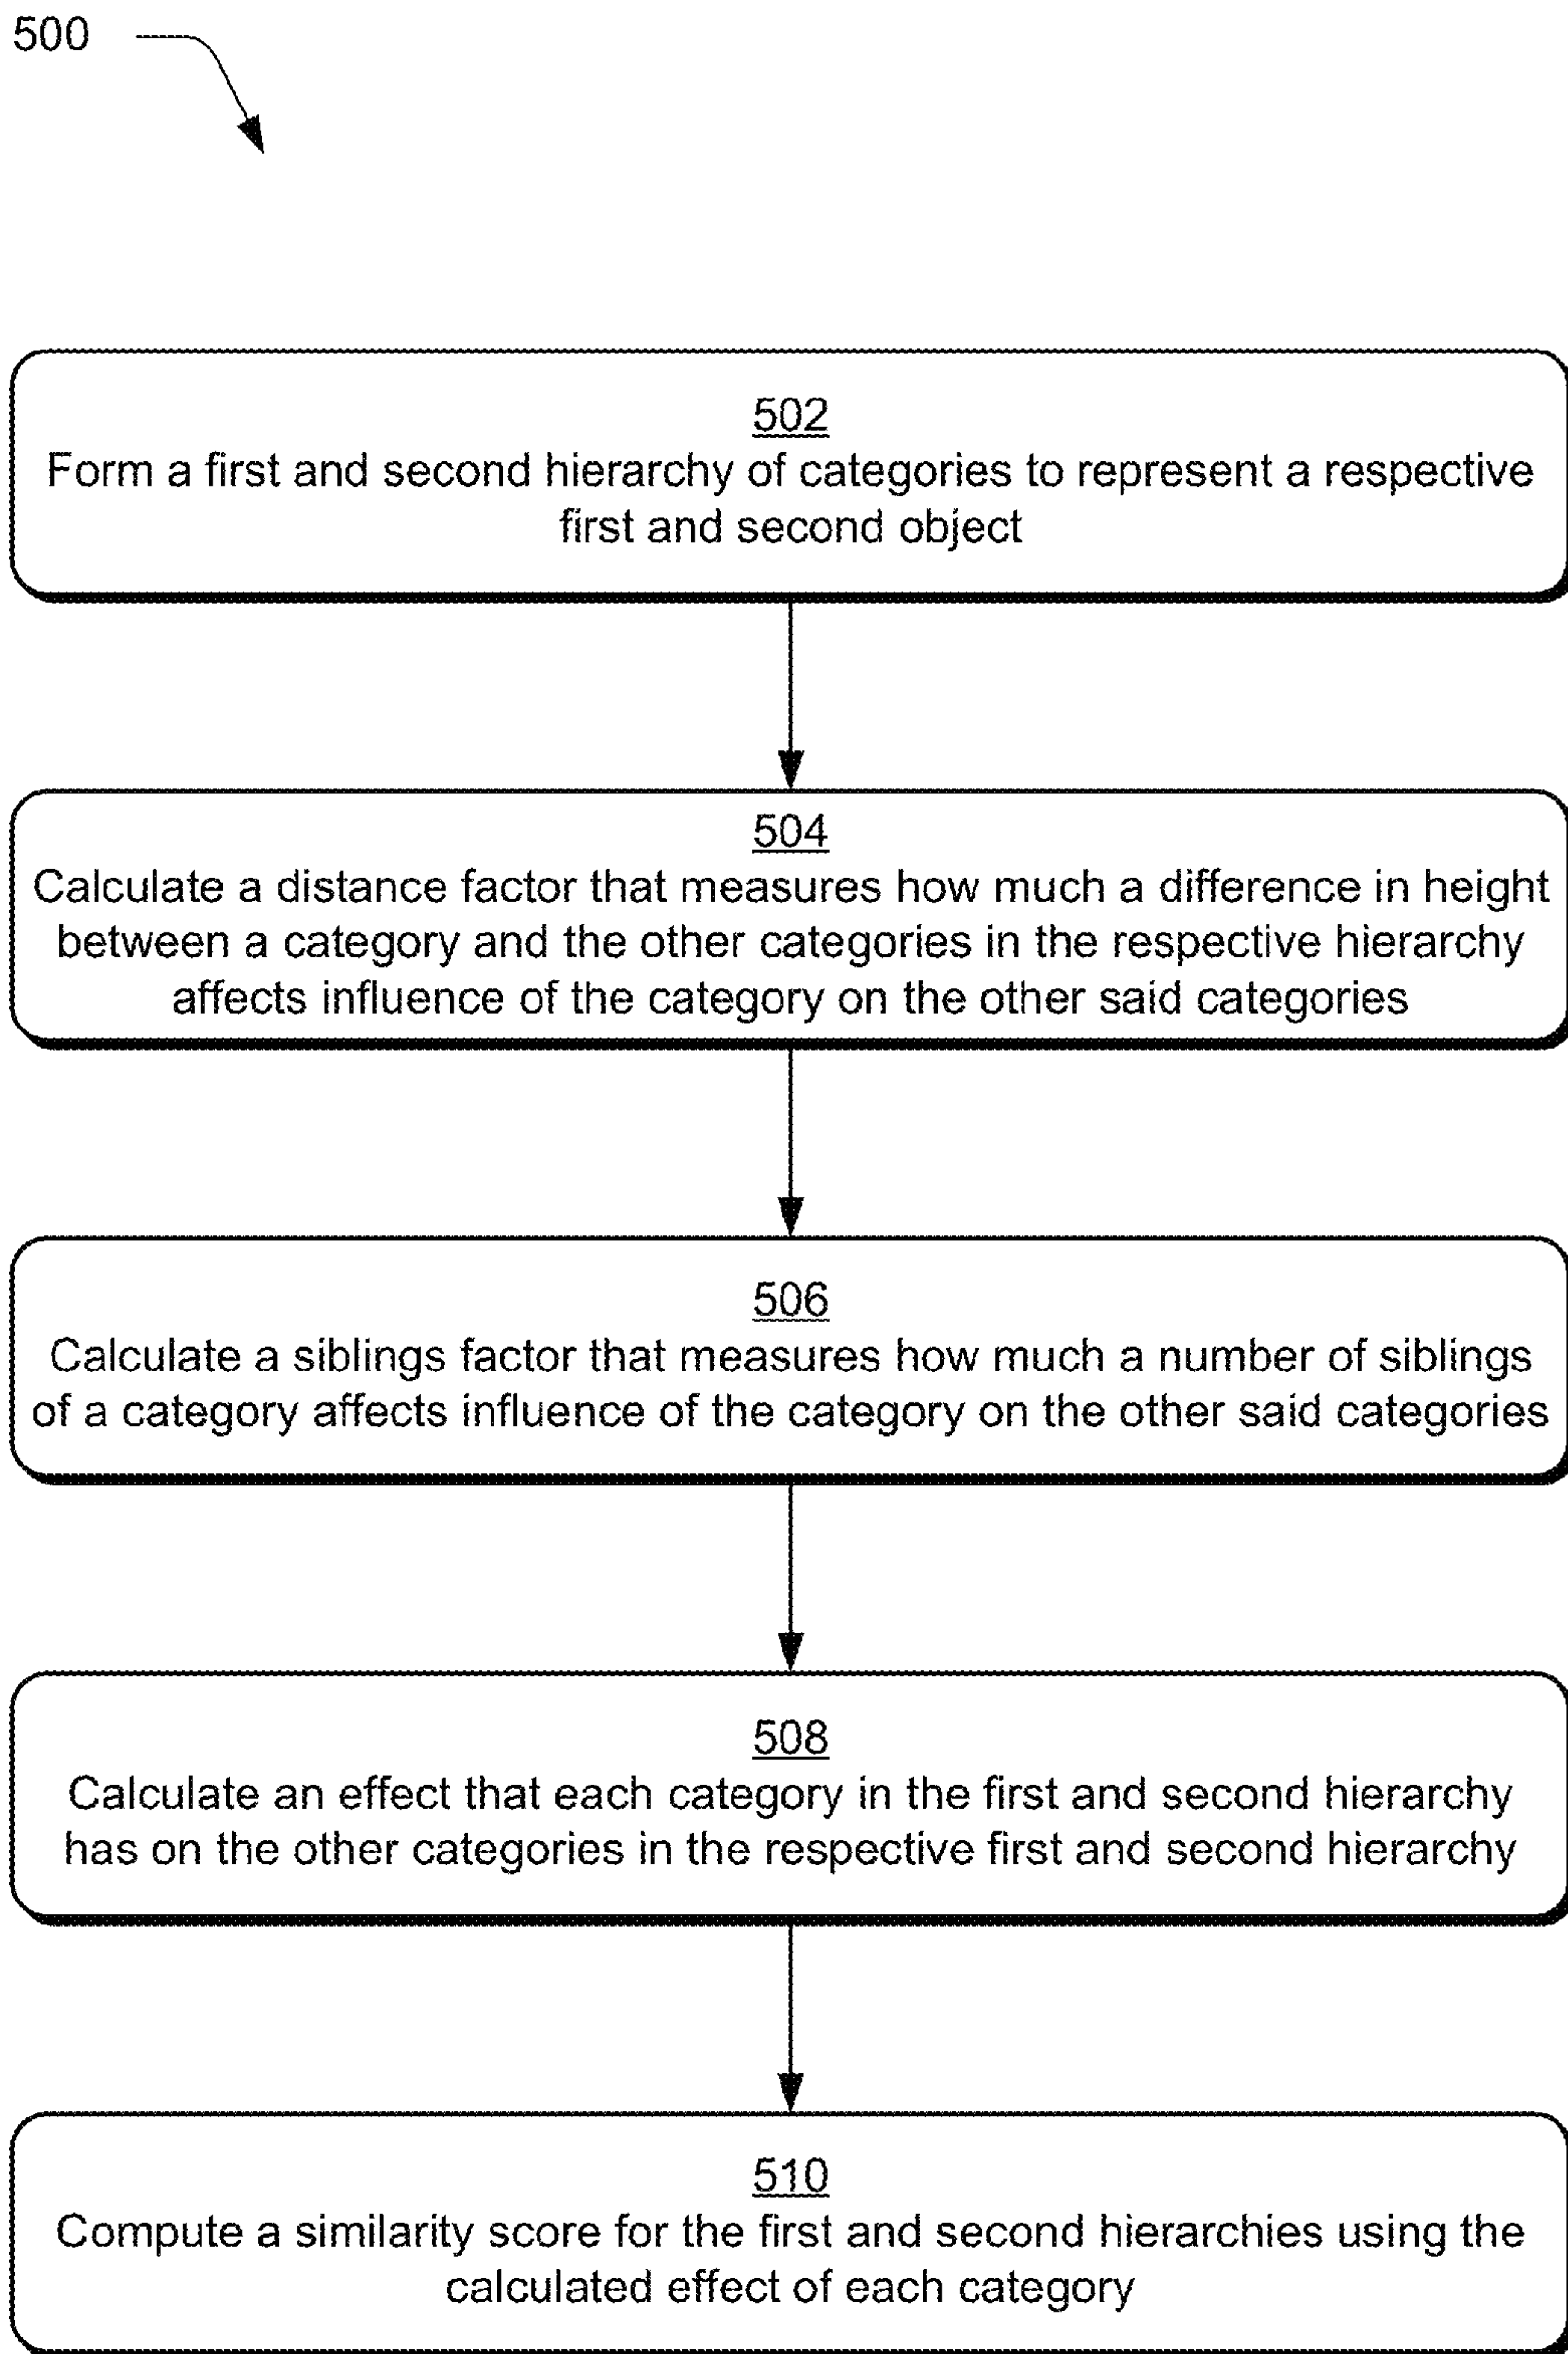 500
502
Form a first and second hierarchy of categories to represent a respective
first and second object
504
Calculate a distance factor that measures how much a difference in height
between a category and the other categories in the respective hierarchy
affects influence of the category on the other said categories
506
Calculate a siblings factor that measures how much a number of siblings
of a category affects influence of the category on the other said categories
508
Calculate an effect that each category in the first and second hierarchy
has on the other categories in the respective first and second hierarchy
510
Compute a similarity score for the first and second hierarchies using the
calculated effect of each category